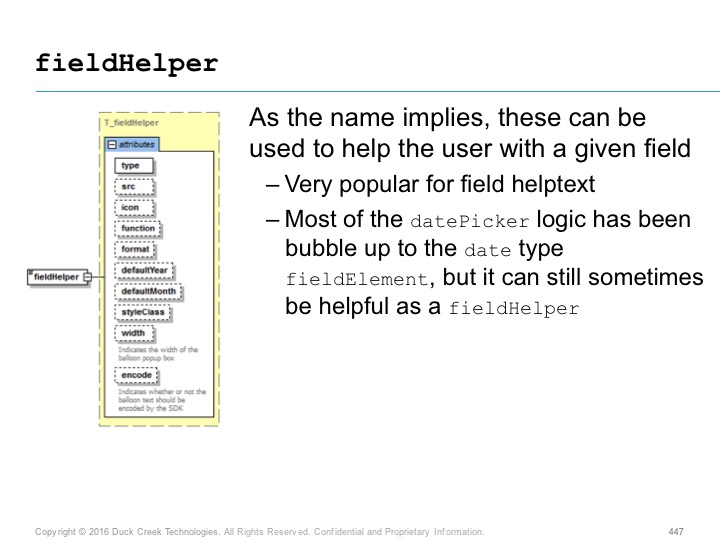 fieldHelper
T_fieldHelper
attributes
type
src
icon
function
format
defaultYear
defaultMonth
styleClass
width
Indicates the width of the
balloon popup box
encode
Indicates whether or not the
balloon text should be
encoded by the SDK
fieldHelper
As the name implies, these can be
used to help the user with a given field
– Very popular for field helptext
– Most of the datePicker logic has been
bubble up to the date type
fieldElement, but it can still sometimes
be helpful as a fieldHelper
Copyright © 2016 Duck Creek Technologies. All Rights Reserved. Confidential and Proprietary Information.
447